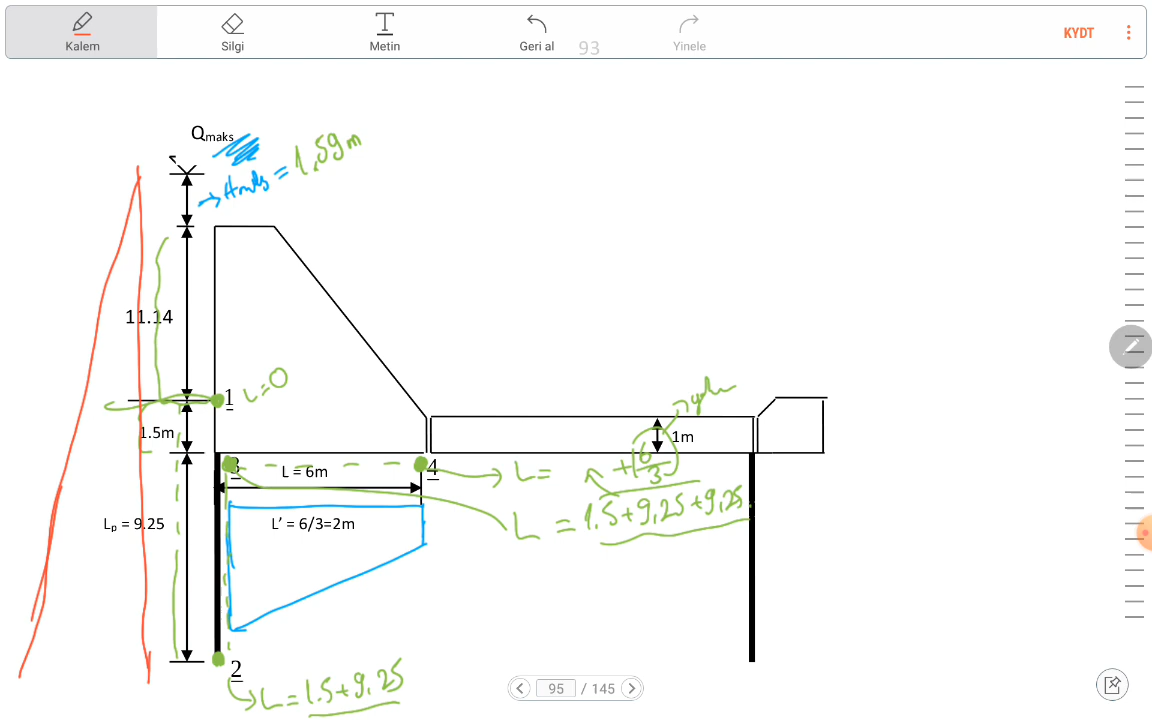 Kalem
Silgi
Metin
Geri al
93
Yinele
KYDT
Qmaks
→ Hmaks = 1,59m
11.14
1
L=0
1.5m
1m
3
L = 6m
4
→ L = ↖ + (6/3)
L' = 6/3=2m
L = 1.5+9,25+9,25
Lp = 9.25
2
L = 1.5+9,25
95 / 145